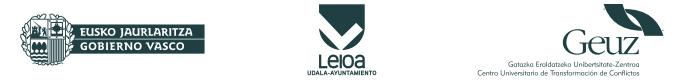 EUSKO JAURLARITZA
GOBIERNO VASCO
Leioa
UDALA-AYUNTAMIENTO
Geuz
Gatazka Eraldatzeko Unibertsitate-Zentroa
Centro Universitario de Transformación de Conflictos